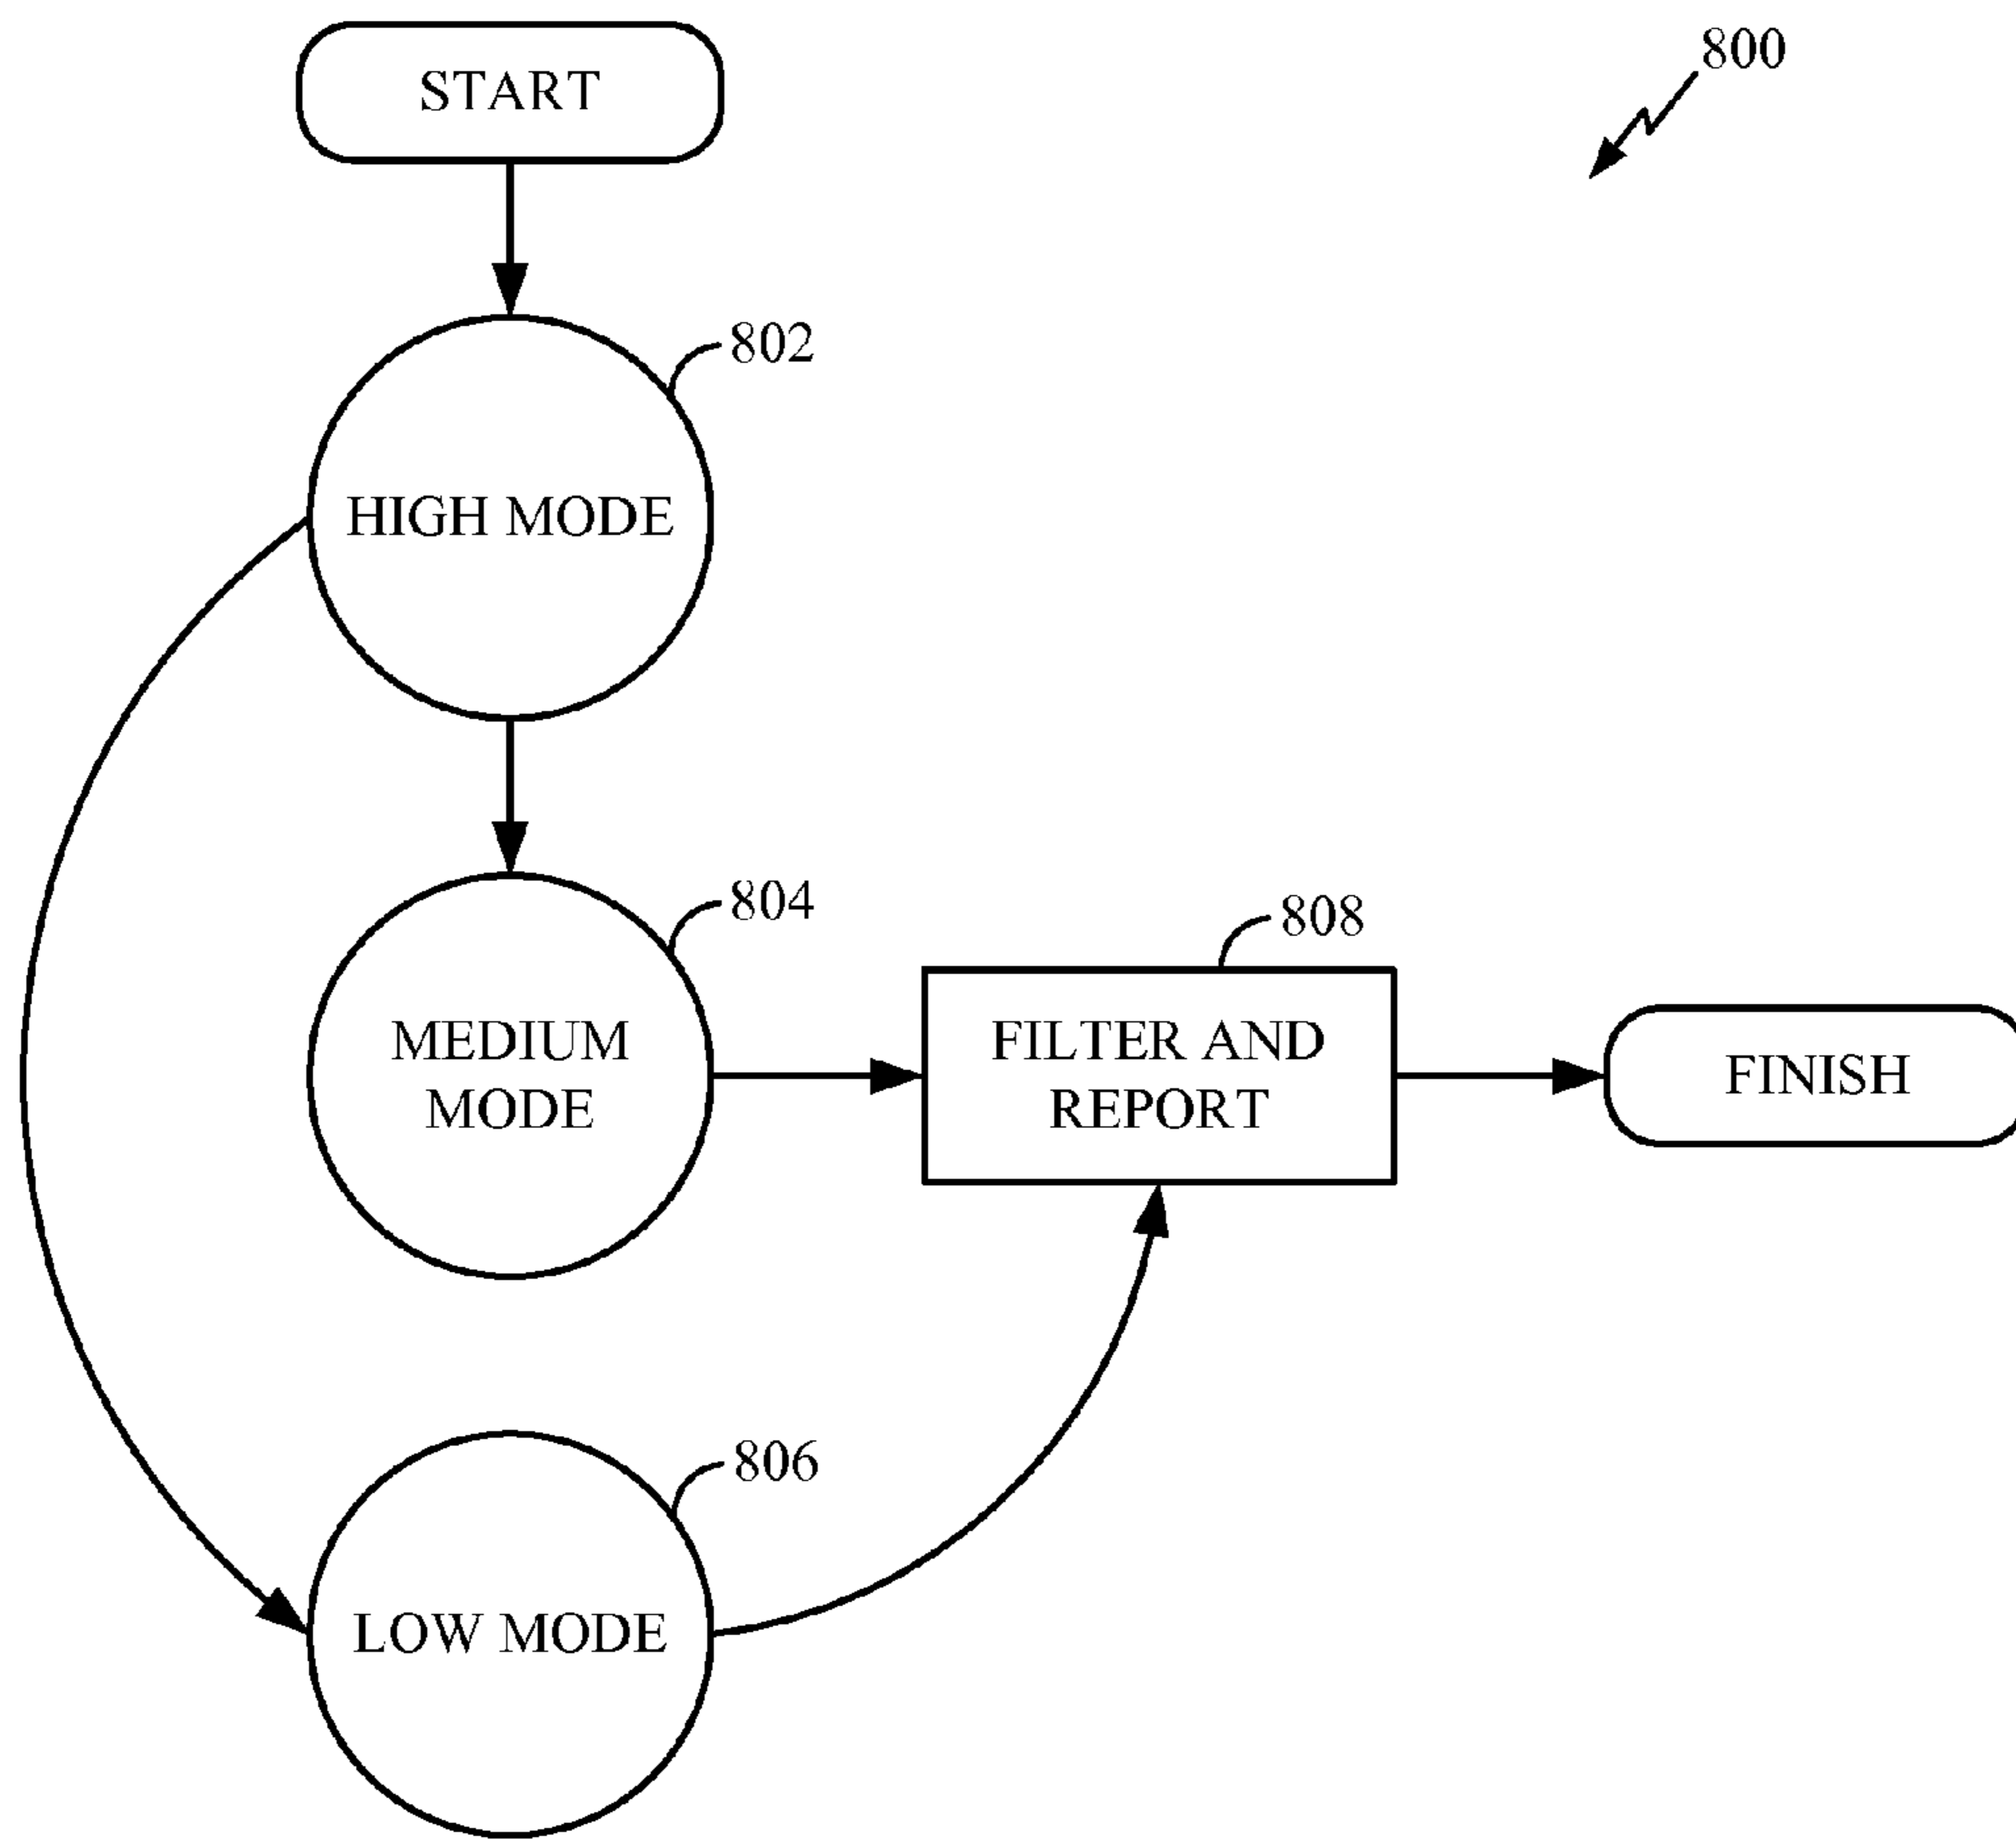 START
800
802
HIGH MODE
804
MEDIUM
MODE
808
FILTER AND
REPORT
FINISH
806
LOW MODE